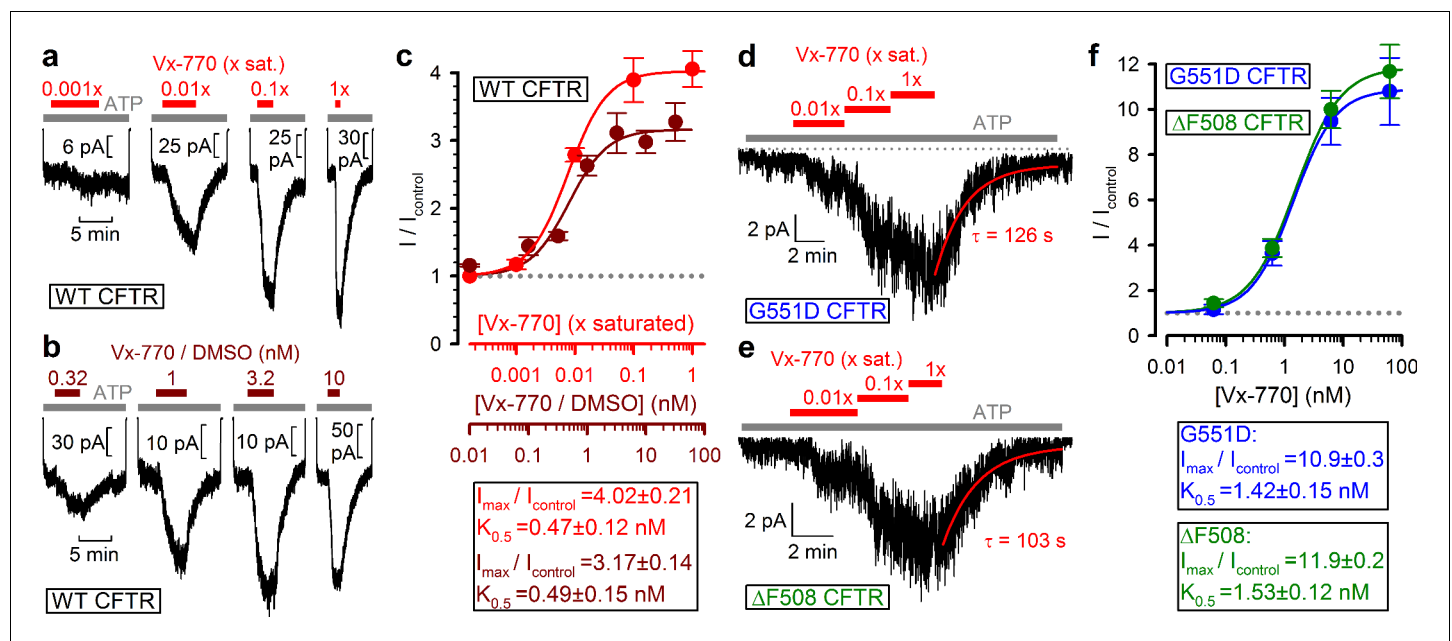 a
Vx-770 (x sat.)
0.001x
ATP
0.01x
0.1x
1x
6 pA
25 pA
25 pA
30 pA
5 min
WT CFTR
b
Vx-770 / DMSO (nM)
0.32
ATP
1
3.2
10
30 pA
10 pA
10 pA
50 pA
5 min
WT CFTR
c
WT CFTR
I / Icontrol
4
3
2
1
0
[Vx-770] (x saturated)
0.001 0.01 0.1 1
[Vx-770 / DMSO] (nM)
0.01 0.1 1 10 100
Imax / Icontrol =4.02±0.21
K0.5 =0.47±0.12 nM
Imax / Icontrol =3.17±0.14
K0.5 =0.49±0.15 nM
d
Vx-770 (x sat.)
1x
0.1x
0.01x
ATP
2 pA
2 min
τ = 126 s
G551D CFTR
e
Vx-770 (x sat.)
1x
0.1x
0.01x
ATP
2 pA
2 min
τ = 103 s
ΔF508 CFTR
f
G551D CFTR
ΔF508 CFTR
I / Icontrol
12
10
8
6
4
2
0
0.01 0.1 1 10 100
[Vx-770] (nM)
G551D:
Imax / Icontrol =10.9±0.3
K0.5 =1.42±0.15 nM
ΔF508:
Imax / Icontrol =11.9±0.2
K0.5 =1.53±0.12 nM